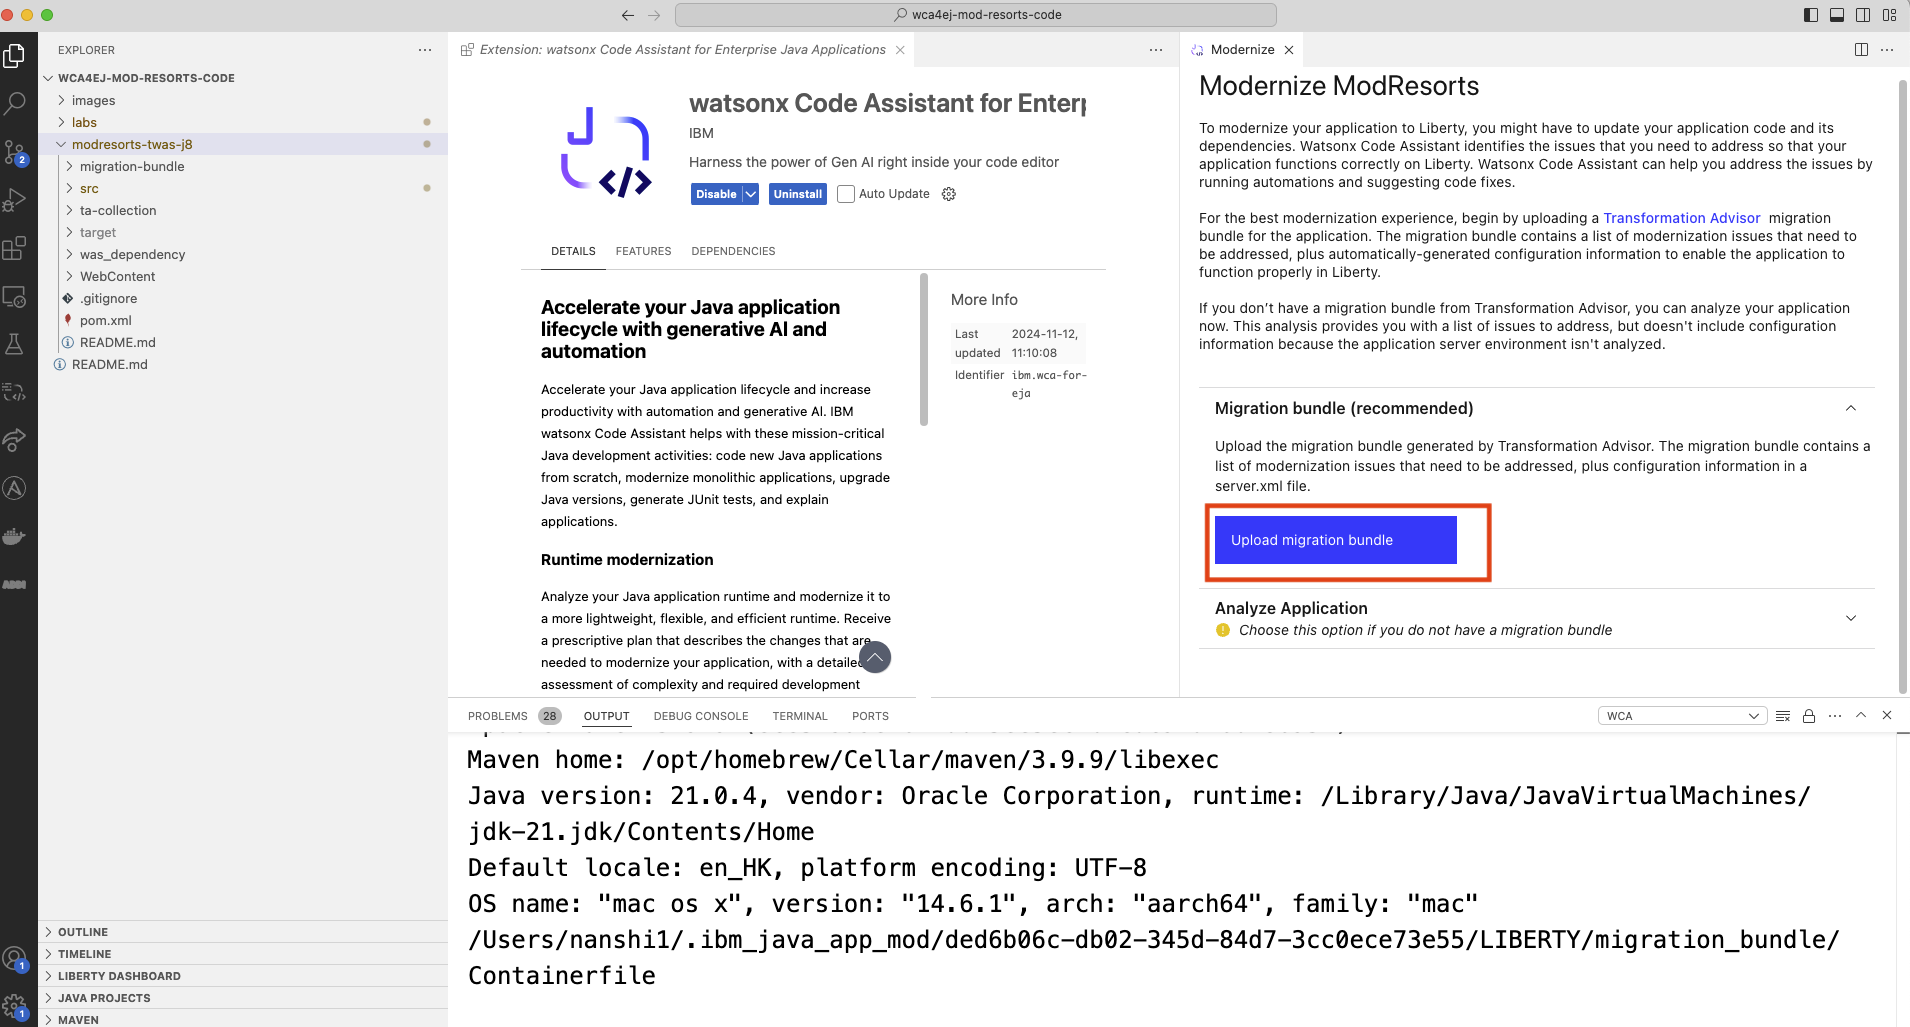 wca4ej-mod-resorts-code
EXPLORER
WCA4EJ-MOD-RESORTS-CODE
images
labs
modresorts-twas-j8
migration-bundle
src
ta-collection
target
was_dependency
WebContent
.gitignore
pom.xml
README.md
README.md
OUTLINE
TIMELINE
LIBERTY DASHBOARD
JAVA PROJECTS
MAVEN
2
1
1
Extension: watsonx Code Assistant for Enterprise Java Applications
watsonx Code Assistant for Enterp
IBM
Harness the power of Gen AI right inside your code editor
Disable
Uninstall
Auto Update
DETAILS
FEATURES
DEPENDENCIES
Accelerate your Java application
lifecycle with generative AI and
automation
Accelerate your Java application lifecycle and increase
productivity with automation and generative AI. IBM
watsonx Code Assistant helps with these mission-critical
Java development activities: code new Java applications
from scratch, modernize monolithic applications, upgrade
Java versions, generate JUnit tests, and explain
applications.
Runtime modernization
Analyze your Java application runtime and modernize it to
a more lightweight, flexible, and efficient runtime. Receive
a prescriptive plan that describes the changes that are
needed to modernize your application, with a detailed
assessment of complexity and required development
More Info
Last updated 2024-11-12, 11:10:08
Identifier ibm.wca-for-eja
Modernize
Modernize ModResorts
To modernize your application to Liberty, you might have to update your application code and its
dependencies. Watsonx Code Assistant identifies the issues that you need to address so that your
application functions correctly on Liberty. Watsonx Code Assistant can help you address the issues by
running automations and suggesting code fixes.
For the best modernization experience, begin by uploading a Transformation Advisor migration
bundle for the application. The migration bundle contains a list of modernization issues that need to
be addressed, plus automatically-generated configuration information to enable the application to
function properly in Liberty.
If you don't have a migration bundle from Transformation Advisor, you can analyze your application
now. This analysis provides you with a list of issues to address, but doesn't include configuration
information because the application server environment isn't analyzed.
Migration bundle (recommended)
Upload the migration bundle generated by Transformation Advisor. The migration bundle contains a
list of modernization issues that need to be addressed, plus configuration information in a
server.xml file.
Upload migration bundle
Analyze Application
Choose this option if you do not have a migration bundle
PROBLEMS 28
OUTPUT
DEBUG CONSOLE
TERMINAL
PORTS
WCA
Maven home: /opt/homebrew/Cellar/maven/3.9.9/libexec
Java version: 21.0.4, vendor: Oracle Corporation, runtime: /Library/Java/JavaVirtualMachines/
jdk-21.jdk/Contents/Home
Default locale: en_HK, platform encoding: UTF-8
OS name: "mac os x", version: "14.6.1", arch: "aarch64", family: "mac"
/Users/nanshi1/.ibm_java_app_mod/ded6b06c-db02-345d-84d7-3cc0ece73e55/LIBERTY/migration_bundle/
Containerfile